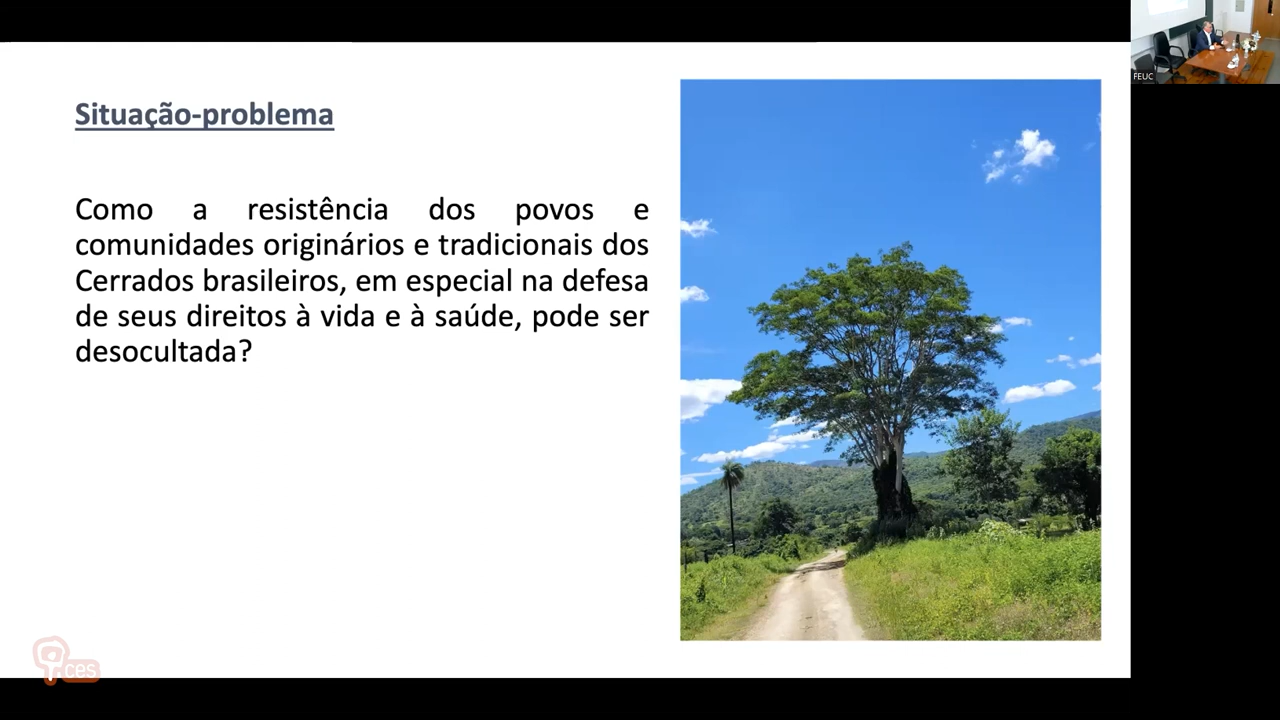 Situação-problema
Como a resistência dos povos e
comunidades originários e tradicionais dos
Cerrados brasileiros, em especial na defesa
de seus direitos à vida e à saúde, pode ser
desocultada?
FEUC
ces